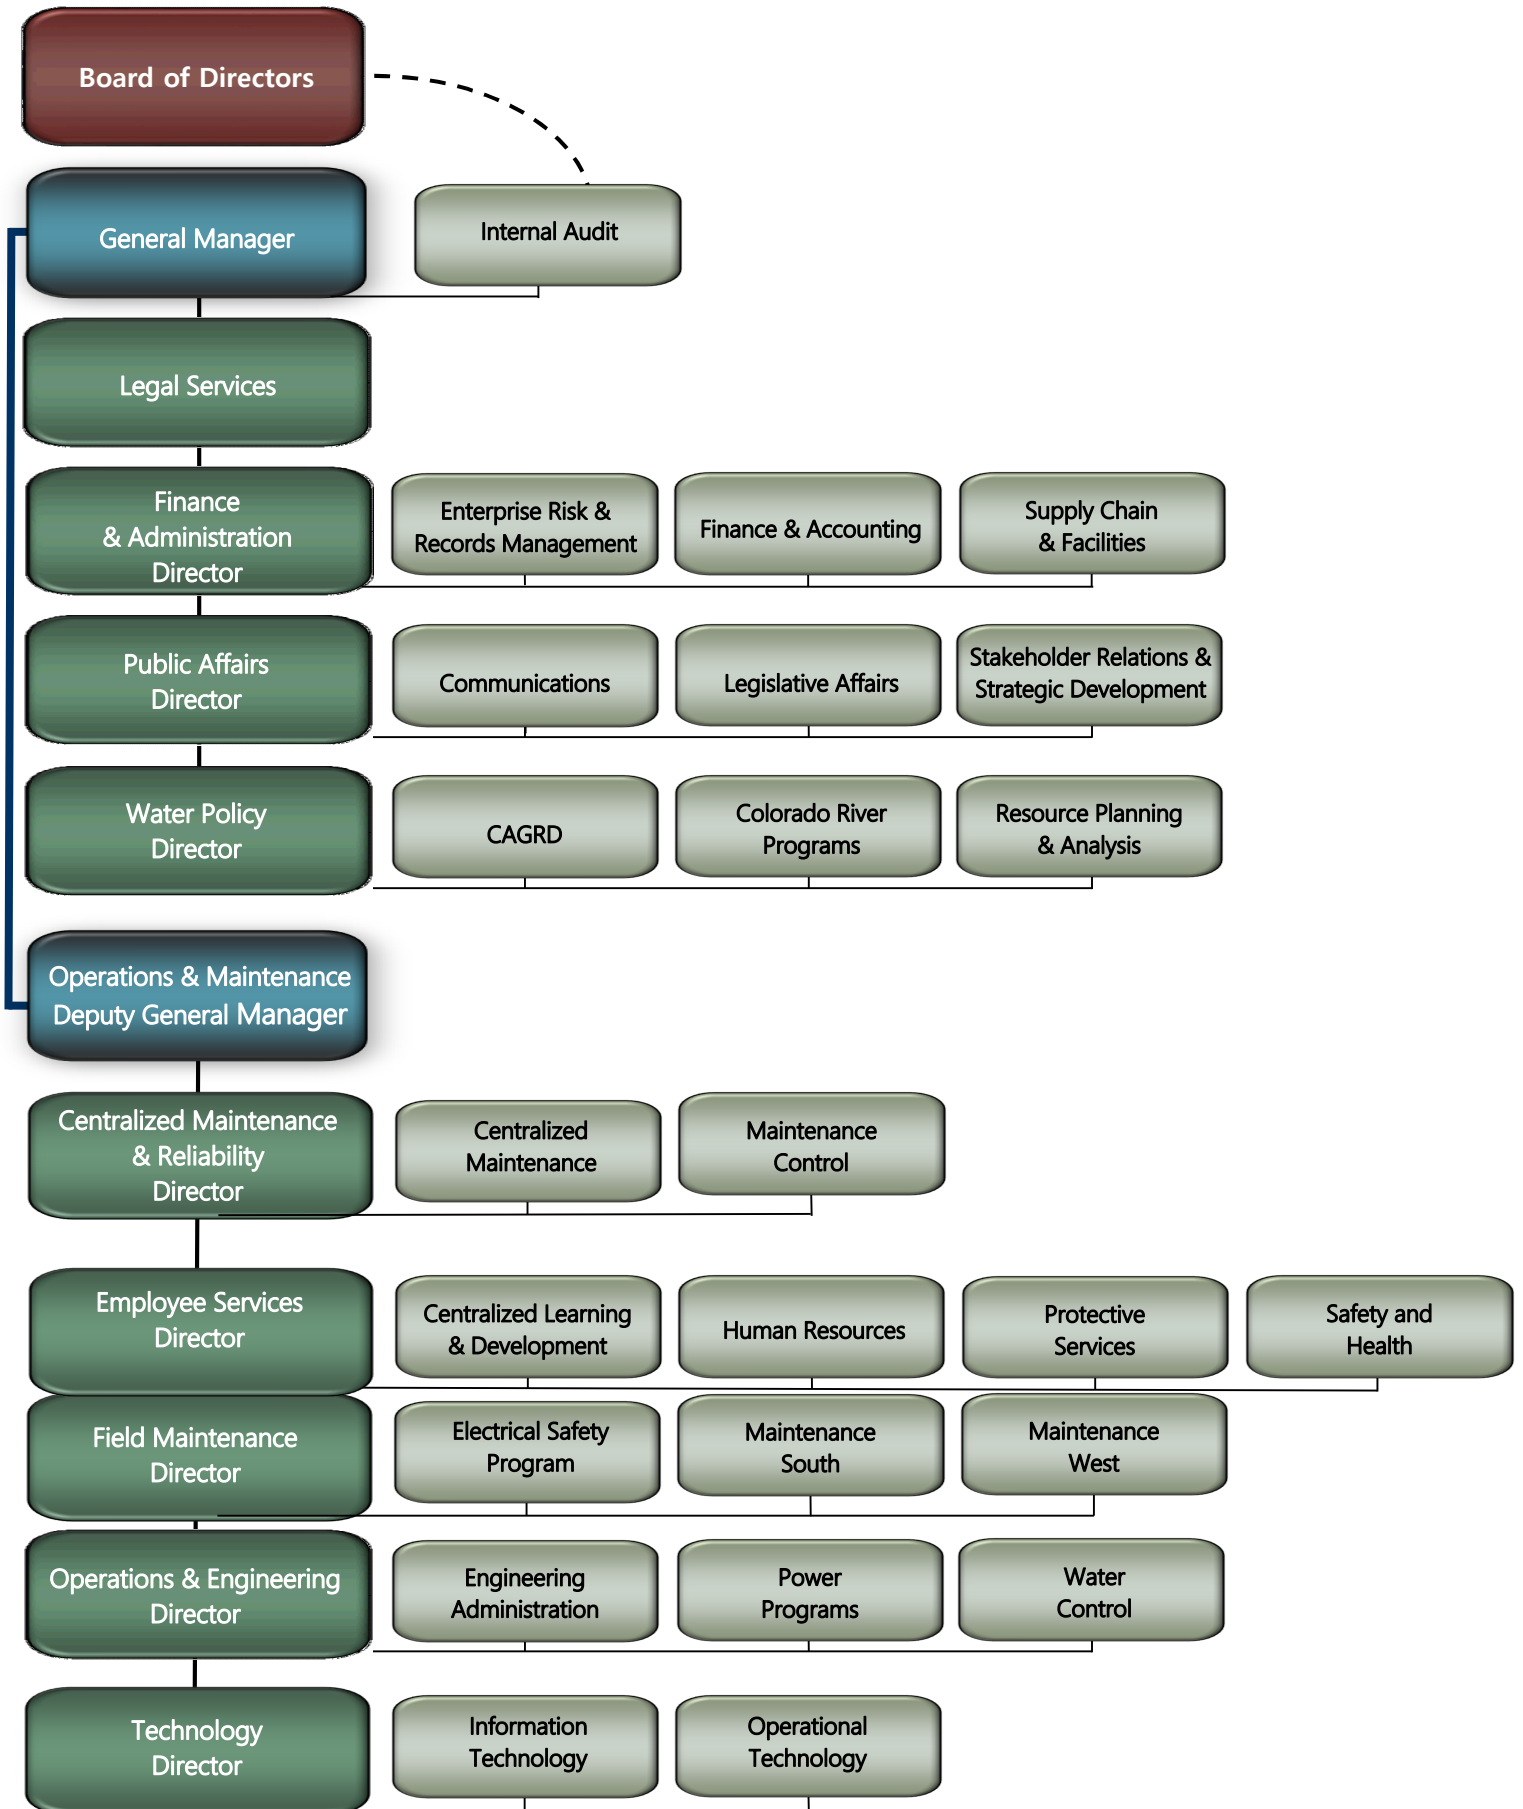 Board of Directors
General Manager
Internal Audit
Legal Services
Finance
& Administration
Director
Enterprise Risk &
Records Management
Finance & Accounting
Supply Chain
& Facilities
Public Affairs
Director
Communications
Legislative Affairs
Stakeholder Relations &
Strategic Development
Water Policy
Director
CAGRD
Colorado River
Programs
Resource Planning
& Analysis
Operations & Maintenance
Deputy General Manager
Centralized Maintenance
& Reliability
Director
Centralized
Maintenance
Maintenance
Control
Employee Services
Director
Centralized Learning
& Development
Human Resources
Protective
Services
Safety and
Health
Field Maintenance
Director
Electrical Safety
Program
Maintenance
South
Maintenance
West
Operations & Engineering
Director
Engineering
Administration
Power
Programs
Water
Control
Technology
Director
Information
Technology
Operational
Technology